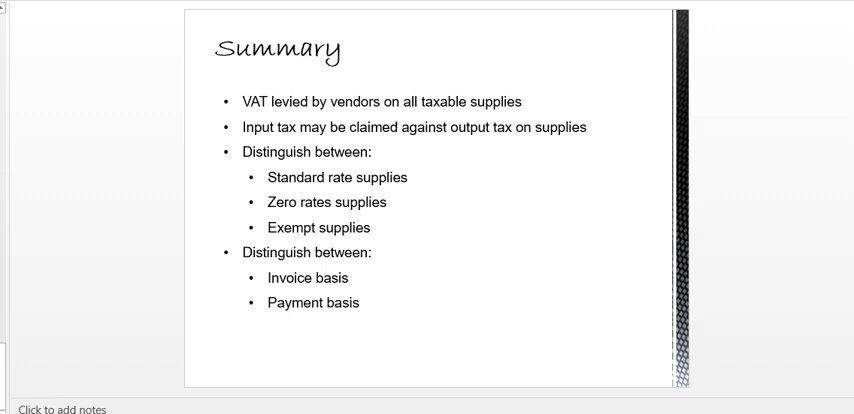 Summary
• VAT levied by vendors on all taxable supplies
• Input tax may be claimed against output tax on supplies
• Distinguish between:
• Standard rate supplies
• Zero rates supplies
• Exempt supplies
• Distinguish between:
• Invoice basis
• Payment basis
Click to add notes